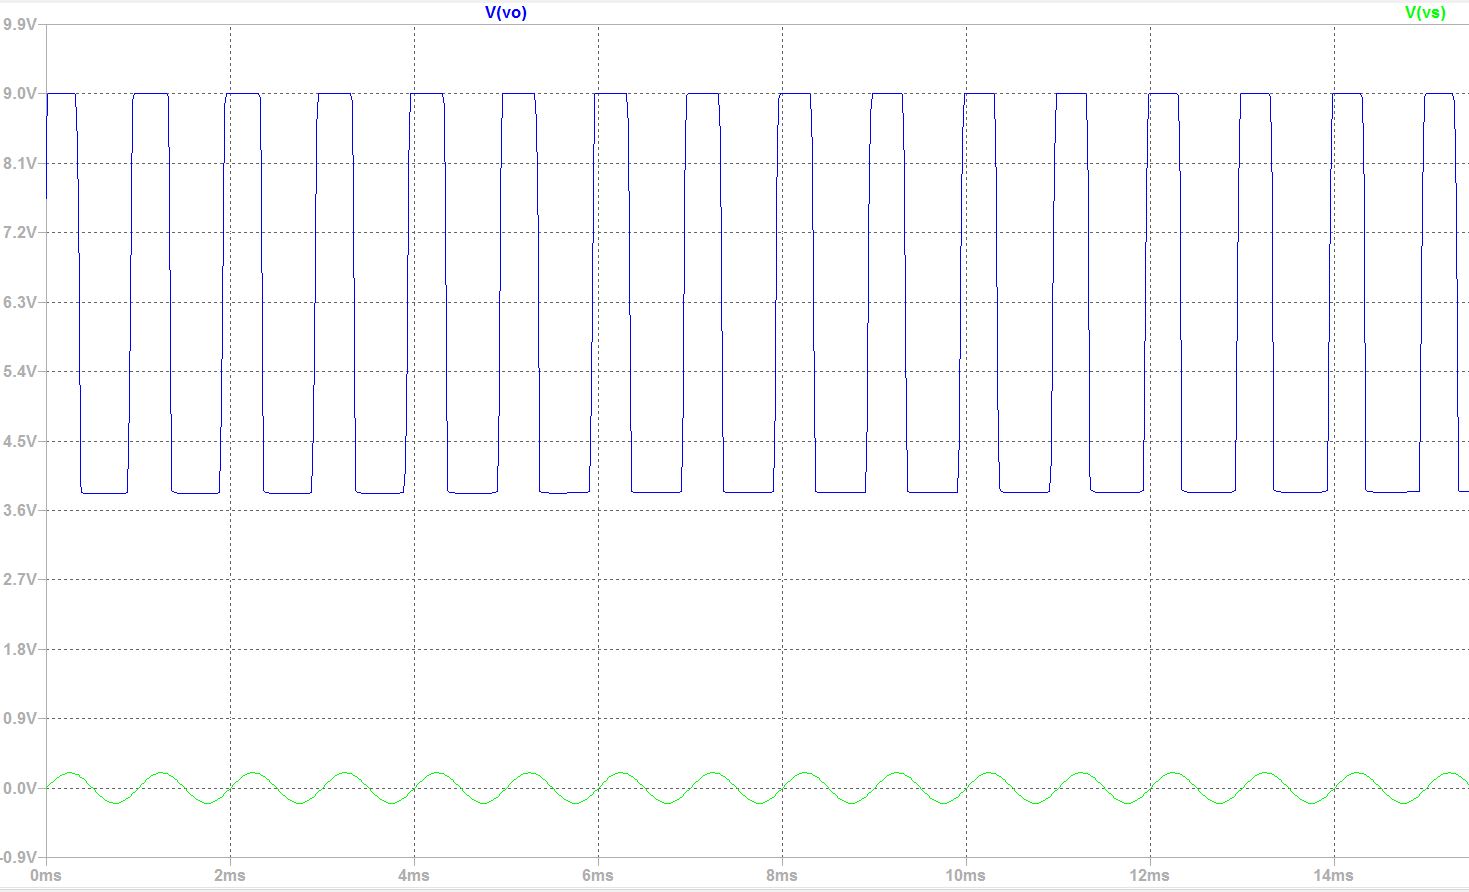 V(vo) V(vs)
9.9V
9.0V
8.1V
7.2V
6.3V
5.4V
4.5V
3.6V
2.7V
1.8V
0.9V
0.0V
-0.9V
0ms 2ms 4ms 6ms 8ms 10ms 12ms 14ms